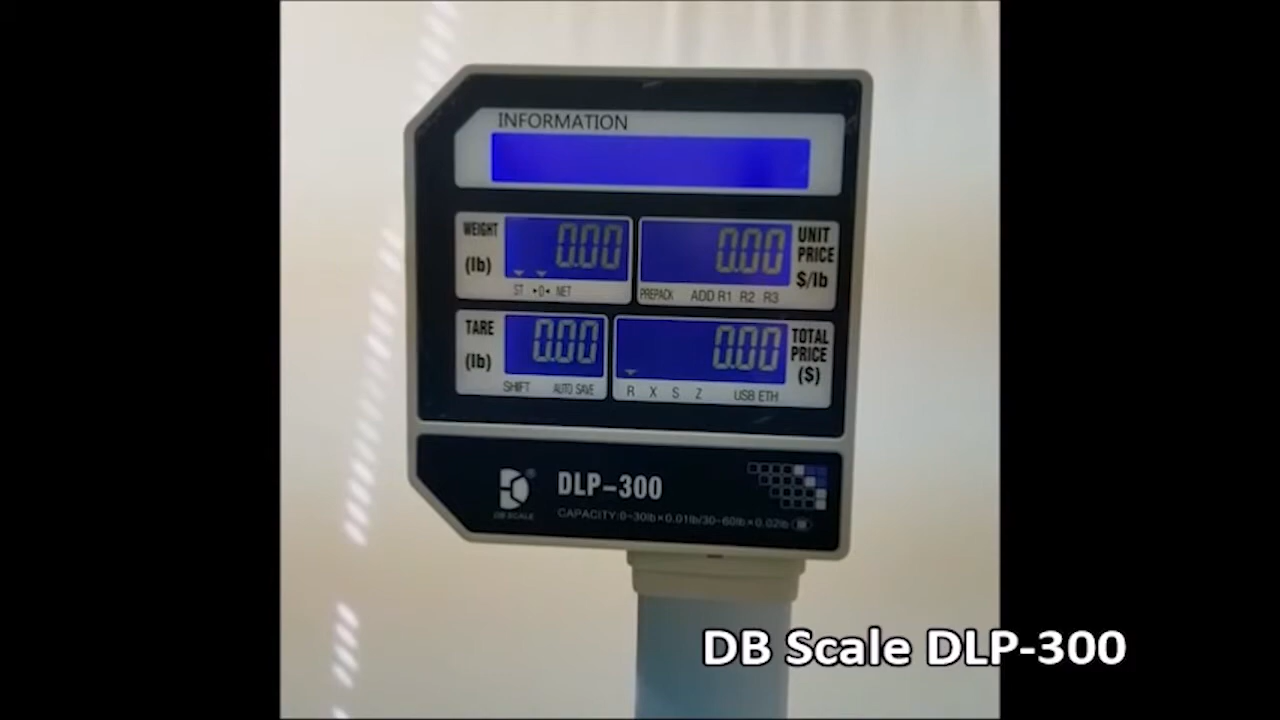 INFORMATION
WEIGHT
(lb)
0.00
ST ▸0◂ NET
0.00
UNIT
PRICE
$/lb
PREPACK ADD R1 R2 R3
TARE
(lb)
0.00
SHIFT AUTO SAVE
0.00
TOTAL
PRICE
($)
R X S Z USB ETH
DB SCALE
®
DLP-300
CAPACITY:0~30lb×0.01lb/30~60lb×0.02lb
DB Scale DLP-300